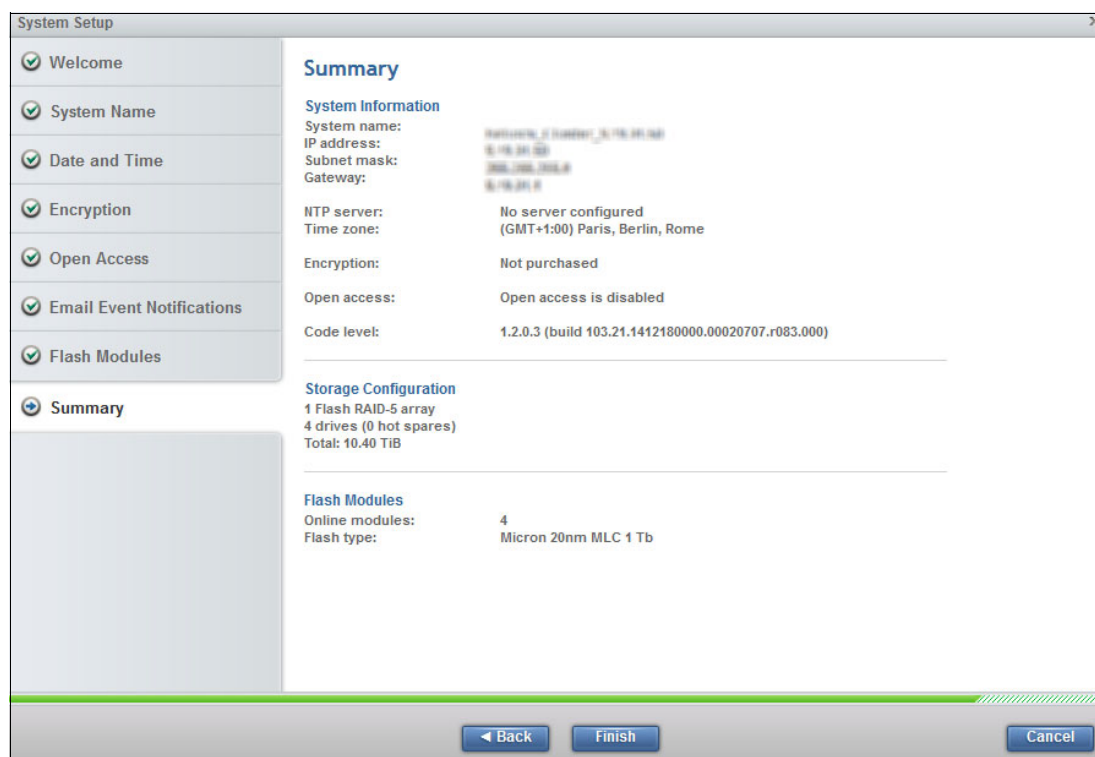 System Setup
Welcome
System Name
Date and Time
Encryption
Open Access
Email Event Notifications
Flash Modules
Summary
Summary
System Information
System name:
IP address:
Subnet mask:
Gateway:
NTP server: No server configured
Time zone: (GMT+1:00) Paris, Berlin, Rome
Encryption: Not purchased
Open access: Open access is disabled
Code level: 1.2.0.3 (build 103.21.1412180000.00020707.r083.000)
Storage Configuration
1 Flash RAID-5 array
4 drives (0 hot spares)
Total: 10.40 TiB
Flash Modules
Online modules: 4
Flash type: Micron 20nm MLC 1 Tb
◄ Back Finish Cancel